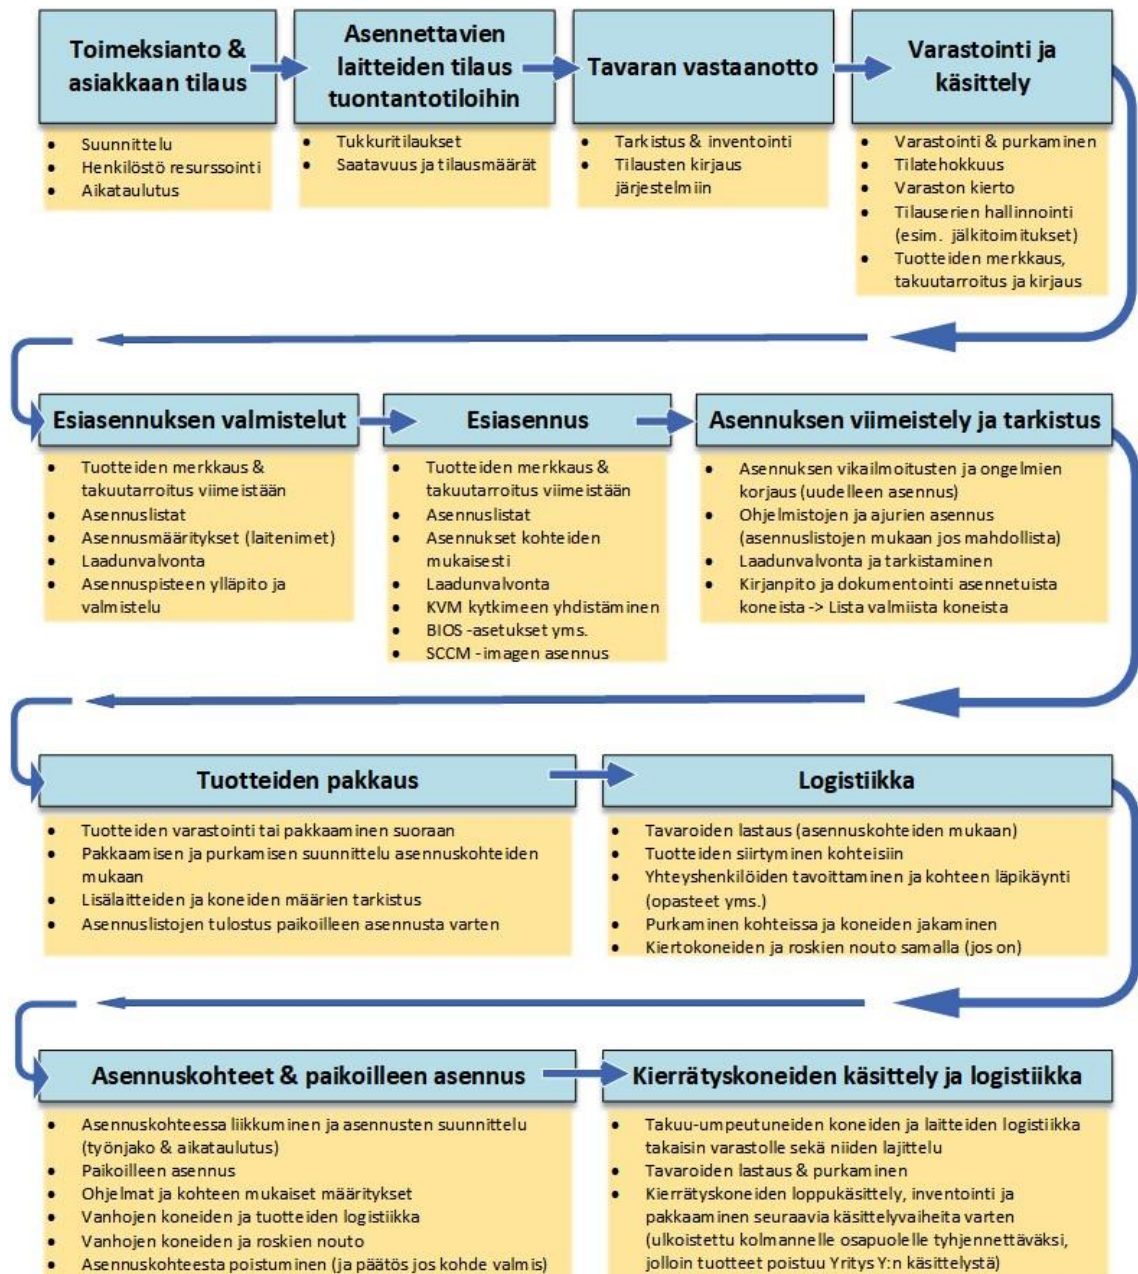 Toimeksianto &
asiakkaan tilaus
• Suunnittelu
• Henkilöstö resurssointi
• Aikataulutus
Asennettavien
laitteiden tilaus
tuontantotiloihin
• Tukkuritilaukset
• Saatavuus ja tilausmäärät
Tavaran vastaanotto
• Tarkistus & inventointi
• Tilausten kirjaus
järjestelmiin
Varastointi ja
käsittely
• Varastointi & purkaminen
• Tilatehokkuus
• Varaston kierto
• Tilauserien hallinnointi
(esim. jälkitoimitukset)
• Tuotteiden merkkaus,
takuutarroitus ja kirjaus
Esiasennuksen valmistelut
• Tuotteiden merkkaus &
takuutarroitus viimeistään
• Asennuslistat
• Asennusmääritykset (laitenimet)
• Laadunvalvonta
• Asennuspisteen ylläpito ja
valmistelu
Esiasennus
• Tuotteiden merkkaus &
takuutarroitus viimeistään
• Asennuslistat
• Asennukset kohteiden
mukaisesti
• Laadunvalvonta
• KVM kytkimeen yhdistäminen
• BIOS -asetukset yms.
• SCCM -imagen asennus
Asennuksen viimeistely ja tarkistus
• Asennuksen vikailmoitusten ja ongelmien
korjaus (uudelleen asennus)
• Ohjelmistojen ja ajurien asennus
(asennuslistojen mukaan jos mahdollista)
• Laadunvalvonta ja tarkistaminen
• Kirjanpito ja dokumentointi asennetuista
koneista -> Lista valmiista koneista
Tuotteiden pakkaus
• Tuotteiden varastointi tai pakkaaminen suoraan
• Pakkaamisen ja purkamisen suunnittelu asennuskohteiden
mukaan
• Lisälaitteiden ja koneiden määrien tarkistus
• Asennuslistojen tulostus paikoilleen asennusta varten
Logistiikka
• Tavaroiden lastaus (asennuskohteiden mukaan)
• Tuotteiden siirtyminen kohteisiin
• Yhteyshenkilöiden tavoittaminen ja kohteen läpikäynti
(opasteet yms.)
• Purkaminen kohteissa ja koneiden jakaminen
• Kiertokoneiden ja roskien nouto samalla (jos on)
Asennuskohteet & paikoilleen asennus
• Asennuskohteessa liikkuminen ja asennusten suunnittelu
(työnjako & aikataulutus)
• Paikoilleen asennus
• Ohjelmat ja kohteen mukaiset määritykset
• Vanhojen koneiden ja tuotteiden logistiikka
• Vanhojen koneiden ja roskien nouto
• Asennuskohteesta poistuminen (ja päätös jos kohde valmis)
Kierrätyskoneiden käsittely ja logistiikka
• Takuu-umpeutuneiden koneiden ja laitteiden logistiikka
takaisin varastolle sekä niiden lajittelu
• Tavaroiden lastaus & purkaminen
• Kierrätyskoneiden loppukäsittely, inventointi ja
pakkaaminen seuraavia käsittelyvaiheita varten
(ulkoistettu kolmannelle osapuolelle tyhjennettäväksi,
jolloin tuotteet poistuu Yritys Y:n käsittelystä)